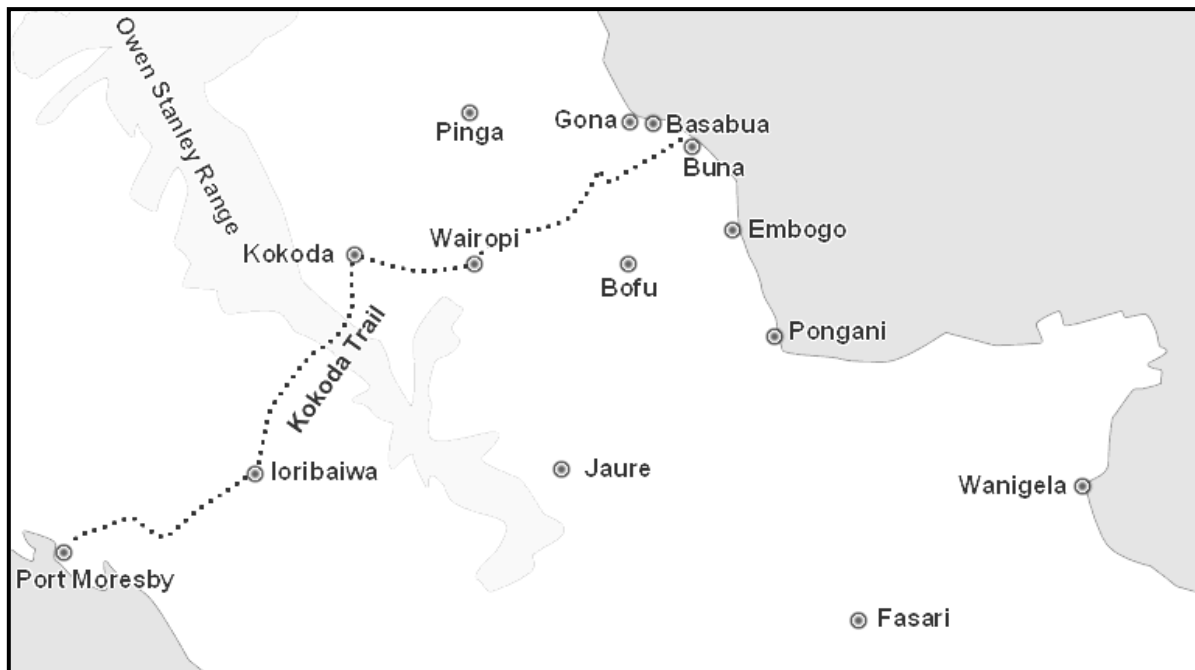 Owen Stanley Range
Pinga
Gona
Basabua
Buna
Embogo
Kokoda
Wairopi
Bofu
Pongani
Kokoda Trail
Ioribaiwa
Jaure
Wanigela
Port Moresby
Fasari